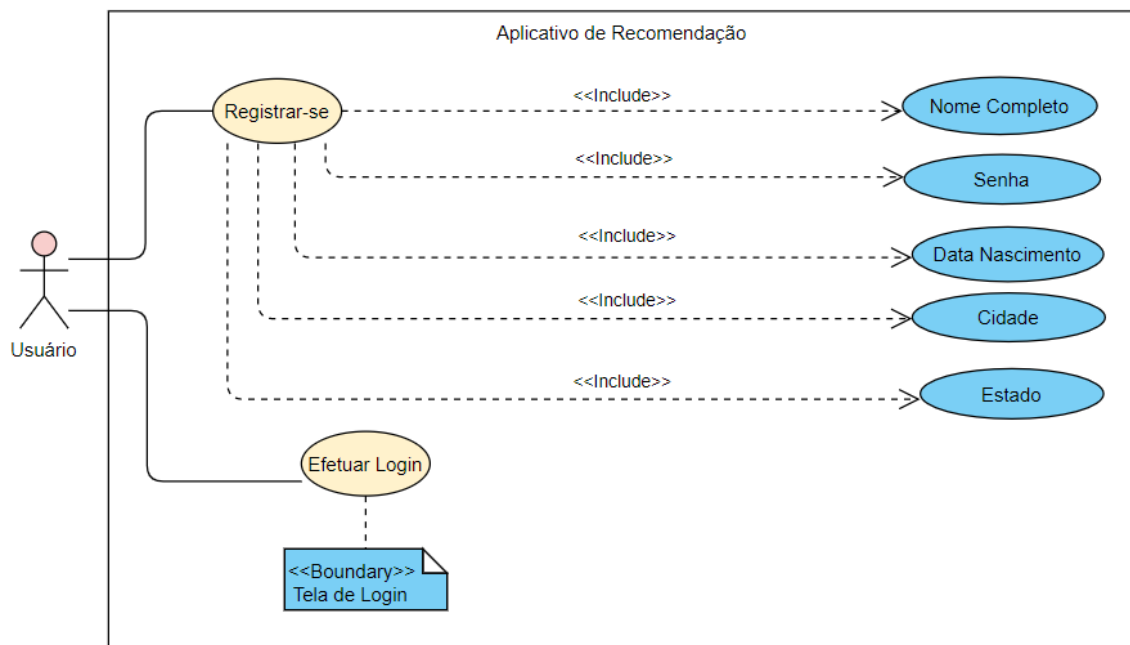 Aplicativo de Recomendação
Registrar-se
<<Include>>
Nome Completo
<<Include>>
Senha
<<Include>>
Data Nascimento
<<Include>>
Cidade
Usuário
<<Include>>
Estado
Efetuar Login
<<Boundary>>
Tela de Login